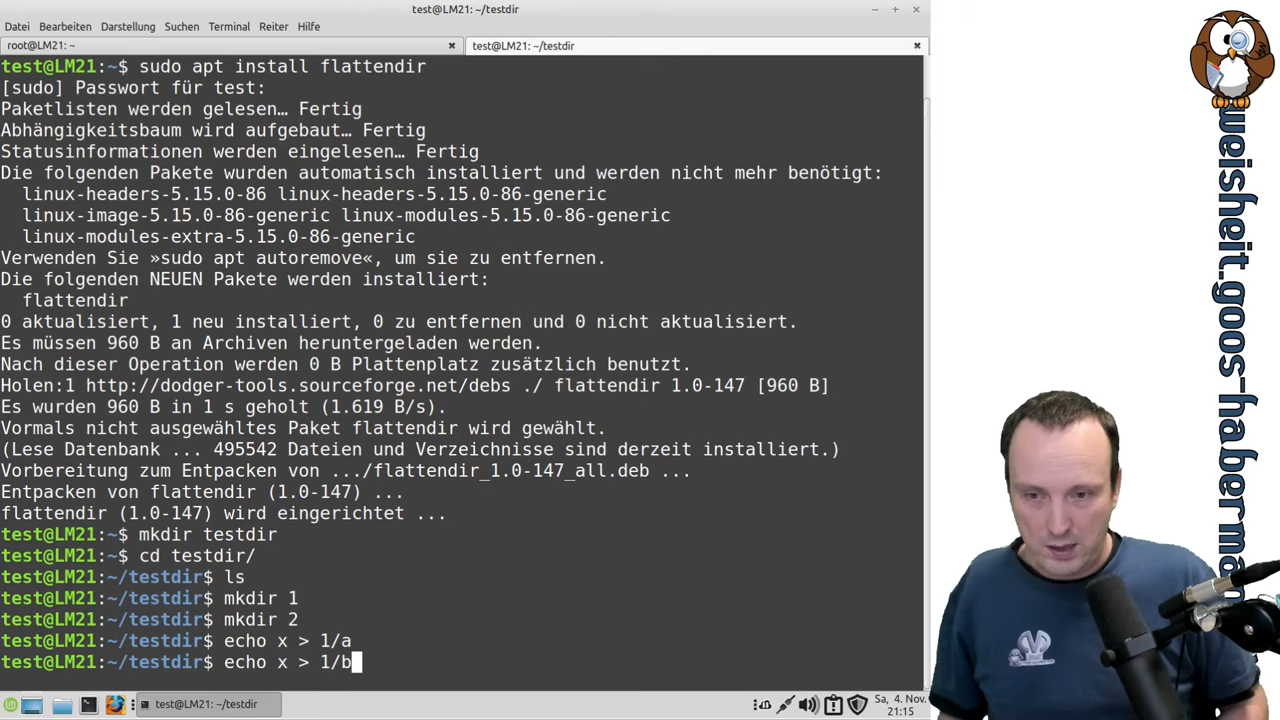 test@LM21: ~/testdir
Datei Bearbeiten Darstellung Suchen Terminal Reiter Hilfe
root@LM21: ~
test@LM21: ~/testdir
test@LM21:~$ sudo apt install flattendir
[sudo] Passwort für test:
Paketlisten werden gelesen… Fertig
Abhängigkeitsbaum wird aufgebaut… Fertig
Statusinformationen werden eingelesen… Fertig
Die folgenden Pakete wurden automatisch installiert und werden nicht mehr benötigt:
linux-headers-5.15.0-86 linux-headers-5.15.0-86-generic
linux-image-5.15.0-86-generic linux-modules-5.15.0-86-generic
linux-modules-extra-5.15.0-86-generic
Verwenden Sie »sudo apt autoremove«, um sie zu entfernen.
Die folgenden NEUEN Pakete werden installiert:
flattendir
0 aktualisiert, 1 neu installiert, 0 zu entfernen und 0 nicht aktualisiert.
Es müssen 960 B an Archiven heruntergeladen werden.
Nach dieser Operation werden 0 B Plattenplatz zusätzlich benutzt.
Holen:1 http://dodger-tools.sourceforge.net/debs ./ flattendir 1.0-147 [960 B]
Es wurden 960 B in 1 s geholt (1.619 B/s).
Vormals nicht ausgewähltes Paket flattendir wird gewählt.
(Lese Datenbank ... 495542 Dateien und Verzeichnisse sind derzeit installiert.)
Vorbereitung zum Entpacken von .../flattendir_1.0-147_all.deb ...
Entpacken von flattendir (1.0-147) ...
flattendir (1.0-147) wird eingerichtet ...
test@LM21:~$ mkdir testdir
test@LM21:~$ cd testdir/
test@LM21:~/testdir$ ls
test@LM21:~/testdir$ mkdir 1
test@LM21:~/testdir$ mkdir 2
test@LM21:~/testdir$ echo x > 1/a
test@LM21:~/testdir$ echo x > 1/b
test@LM21: ~/testdir
Sa, 4. Nov.
21:15